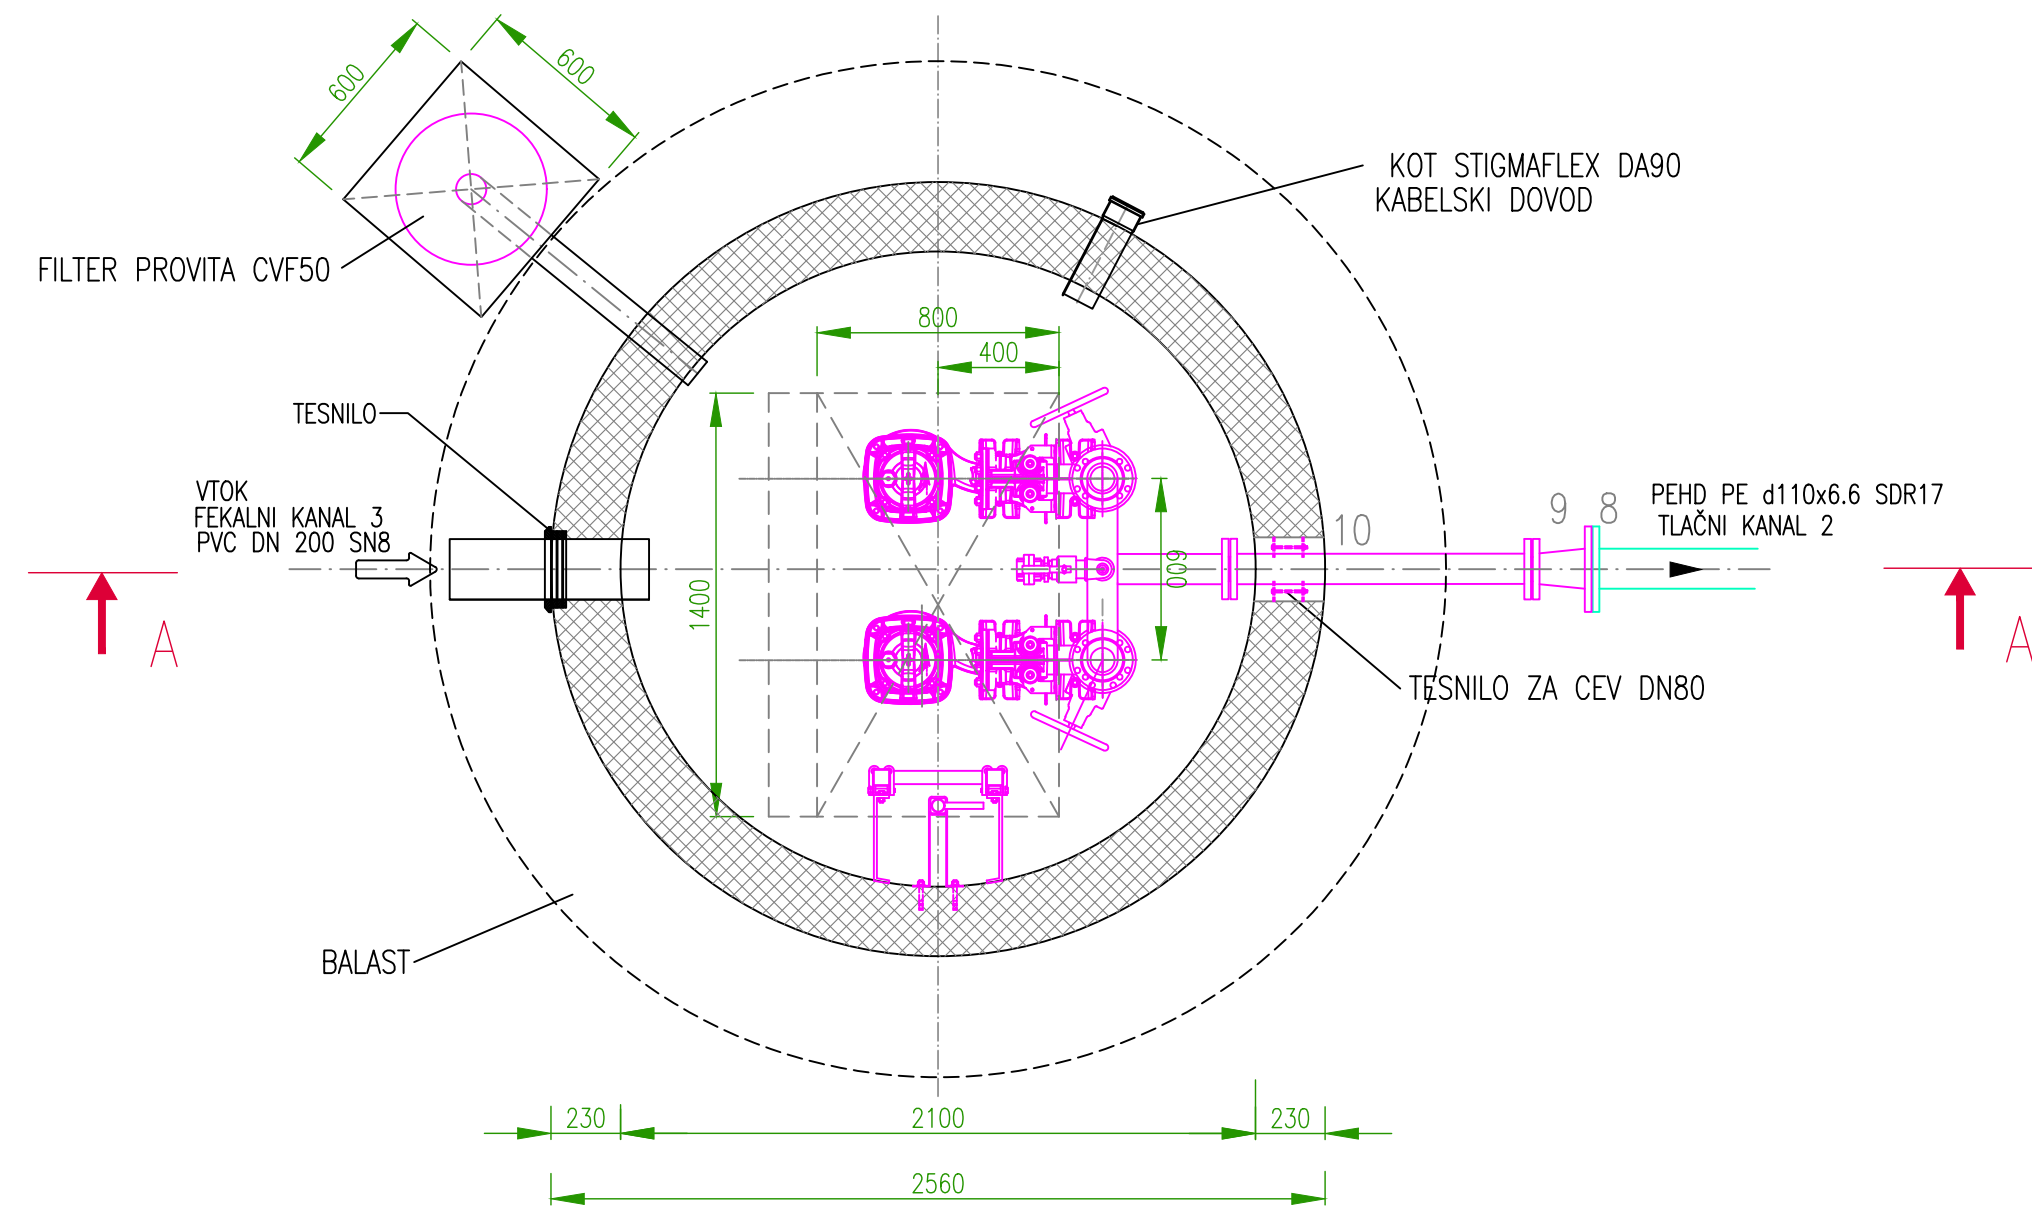 600
600
KOT STIGMAFLEX DA90
KABELSKI DOVOD
FILTER PROVITA CVF50
800
400
TESNILO
VTOK
FEKALNI KANAL 3
PVC DN 200 SN8
PEHD PE d110x6.6 SDR17
TLAČNI KANAL 2
9 8
10
600
1400
A
A
TESNILO ZA CEV DN80
BALAST
230
2100
230
2560